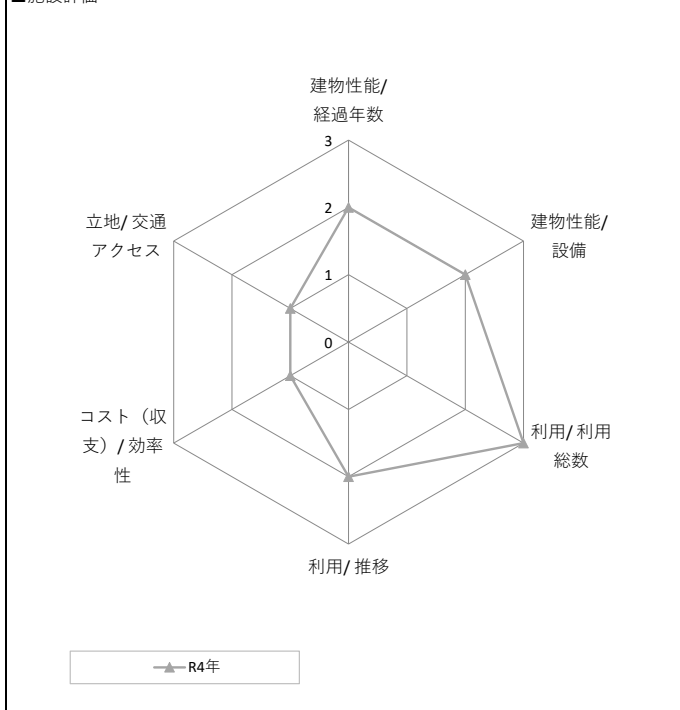 ■施設評価
建物性能/
経過年数
3
2
1
0
建物性能/
設備
立地/ 交通
アクセス
コスト（収
支）/ 効率
性
利用/ 利用
総数
利用/ 推移
R4年